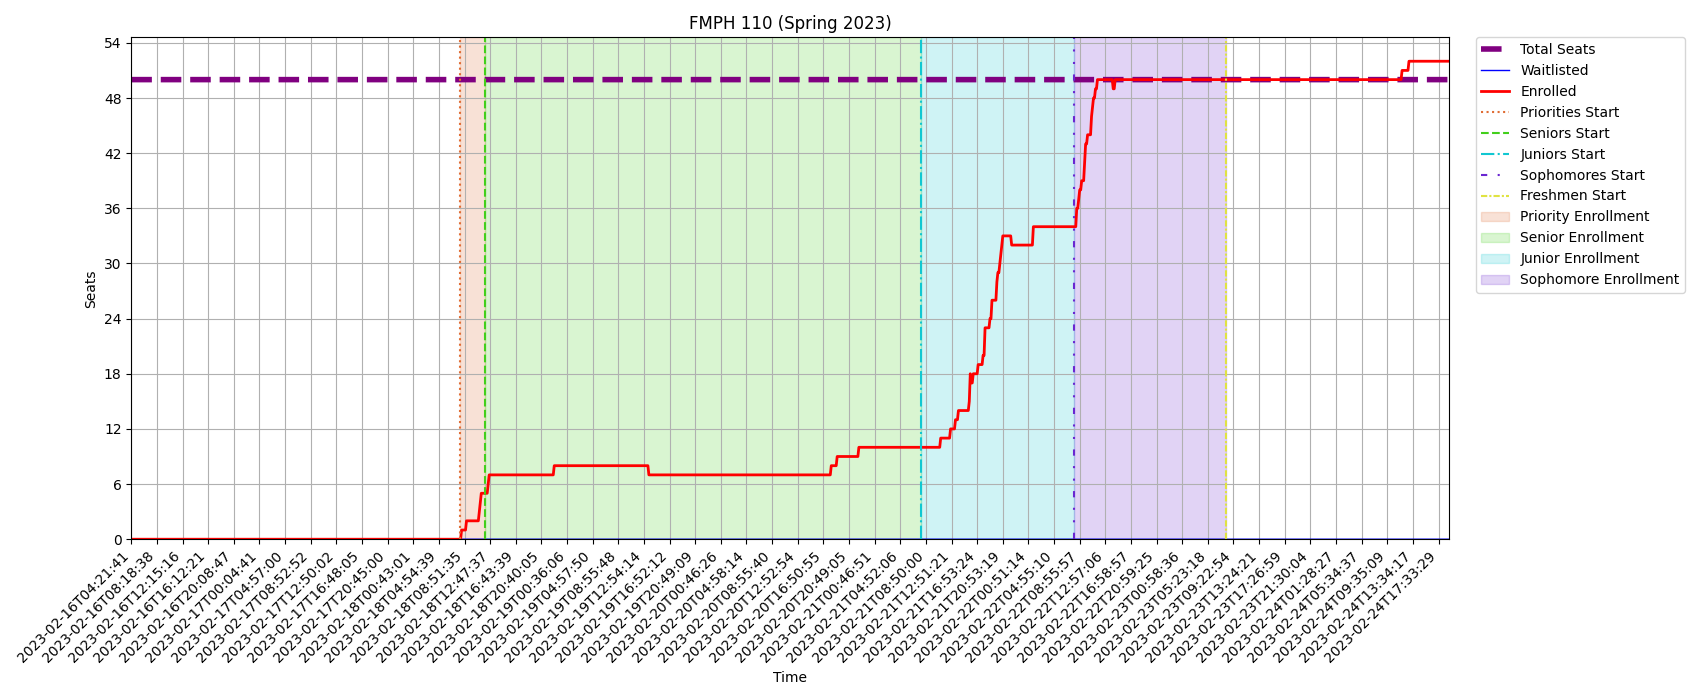 FMPH 110 (Spring 2023)
54
48
42
36
30
24
18
12
6
0
Seats
2023-02-16T04:21:41
2023-02-16T08:18:38
2023-02-16T12:15:16
2023-02-16T16:12:21
2023-02-16T20:08:47
2023-02-17T00:04:41
2023-02-17T04:57:00
2023-02-17T08:52:52
2023-02-17T12:50:02
2023-02-17T16:48:05
2023-02-17T20:45:00
2023-02-18T00:43:01
2023-02-18T04:54:39
2023-02-18T08:51:35
2023-02-18T12:47:37
2023-02-18T16:43:39
2023-02-18T20:40:05
2023-02-19T00:36:06
2023-02-19T04:57:50
2023-02-19T08:55:48
2023-02-19T12:54:14
2023-02-19T16:52:12
2023-02-19T20:49:09
2023-02-20T00:46:26
2023-02-20T04:58:14
2023-02-20T08:55:40
2023-02-20T12:52:54
2023-02-20T16:50:55
2023-02-20T20:49:05
2023-02-21T00:46:51
2023-02-21T04:52:06
2023-02-21T08:50:00
2023-02-21T12:51:21
2023-02-21T16:53:24
2023-02-21T20:53:19
2023-02-22T00:51:14
2023-02-22T04:55:10
2023-02-22T08:55:57
2023-02-22T12:57:06
2023-02-22T16:58:57
2023-02-22T20:59:25
2023-02-23T00:58:36
2023-02-23T05:23:18
2023-02-23T09:22:54
2023-02-23T13:24:21
2023-02-23T17:26:59
2023-02-23T21:30:04
2023-02-24T01:28:27
2023-02-24T05:34:37
2023-02-24T09:35:09
2023-02-24T13:34:17
2023-02-24T17:33:29
Time
Total Seats
Waitlisted
Enrolled
Priorities Start
Seniors Start
Juniors Start
Sophomores Start
Freshmen Start
Priority Enrollment
Senior Enrollment
Junior Enrollment
Sophomore Enrollment